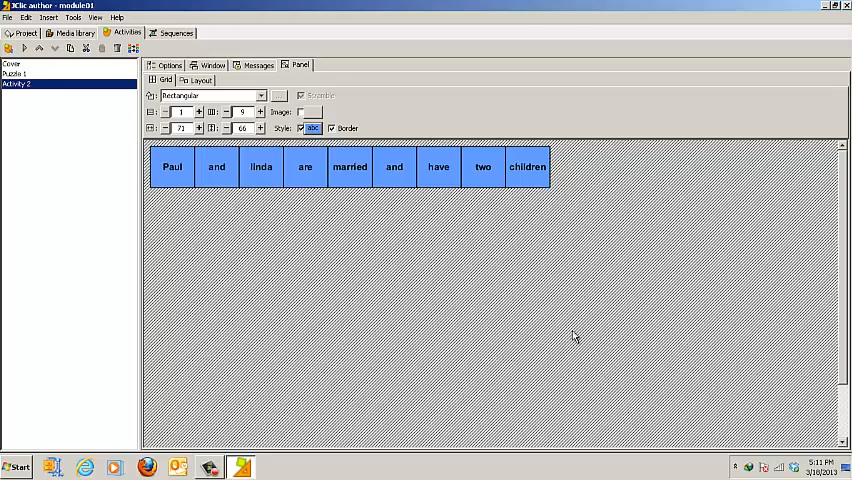 JClic author - module01
File Edit Insert Tools View Help
Project Media library Activities Sequences
Cover
Puzzle 1
Activity 2
Options Window Messages Panel
Grid Layout
Rectangular ... Scramble
1 9 Image:
71 66 Style: abc Border
Paul and linda are married and have two children
Start
5:11 PM
3/18/2013